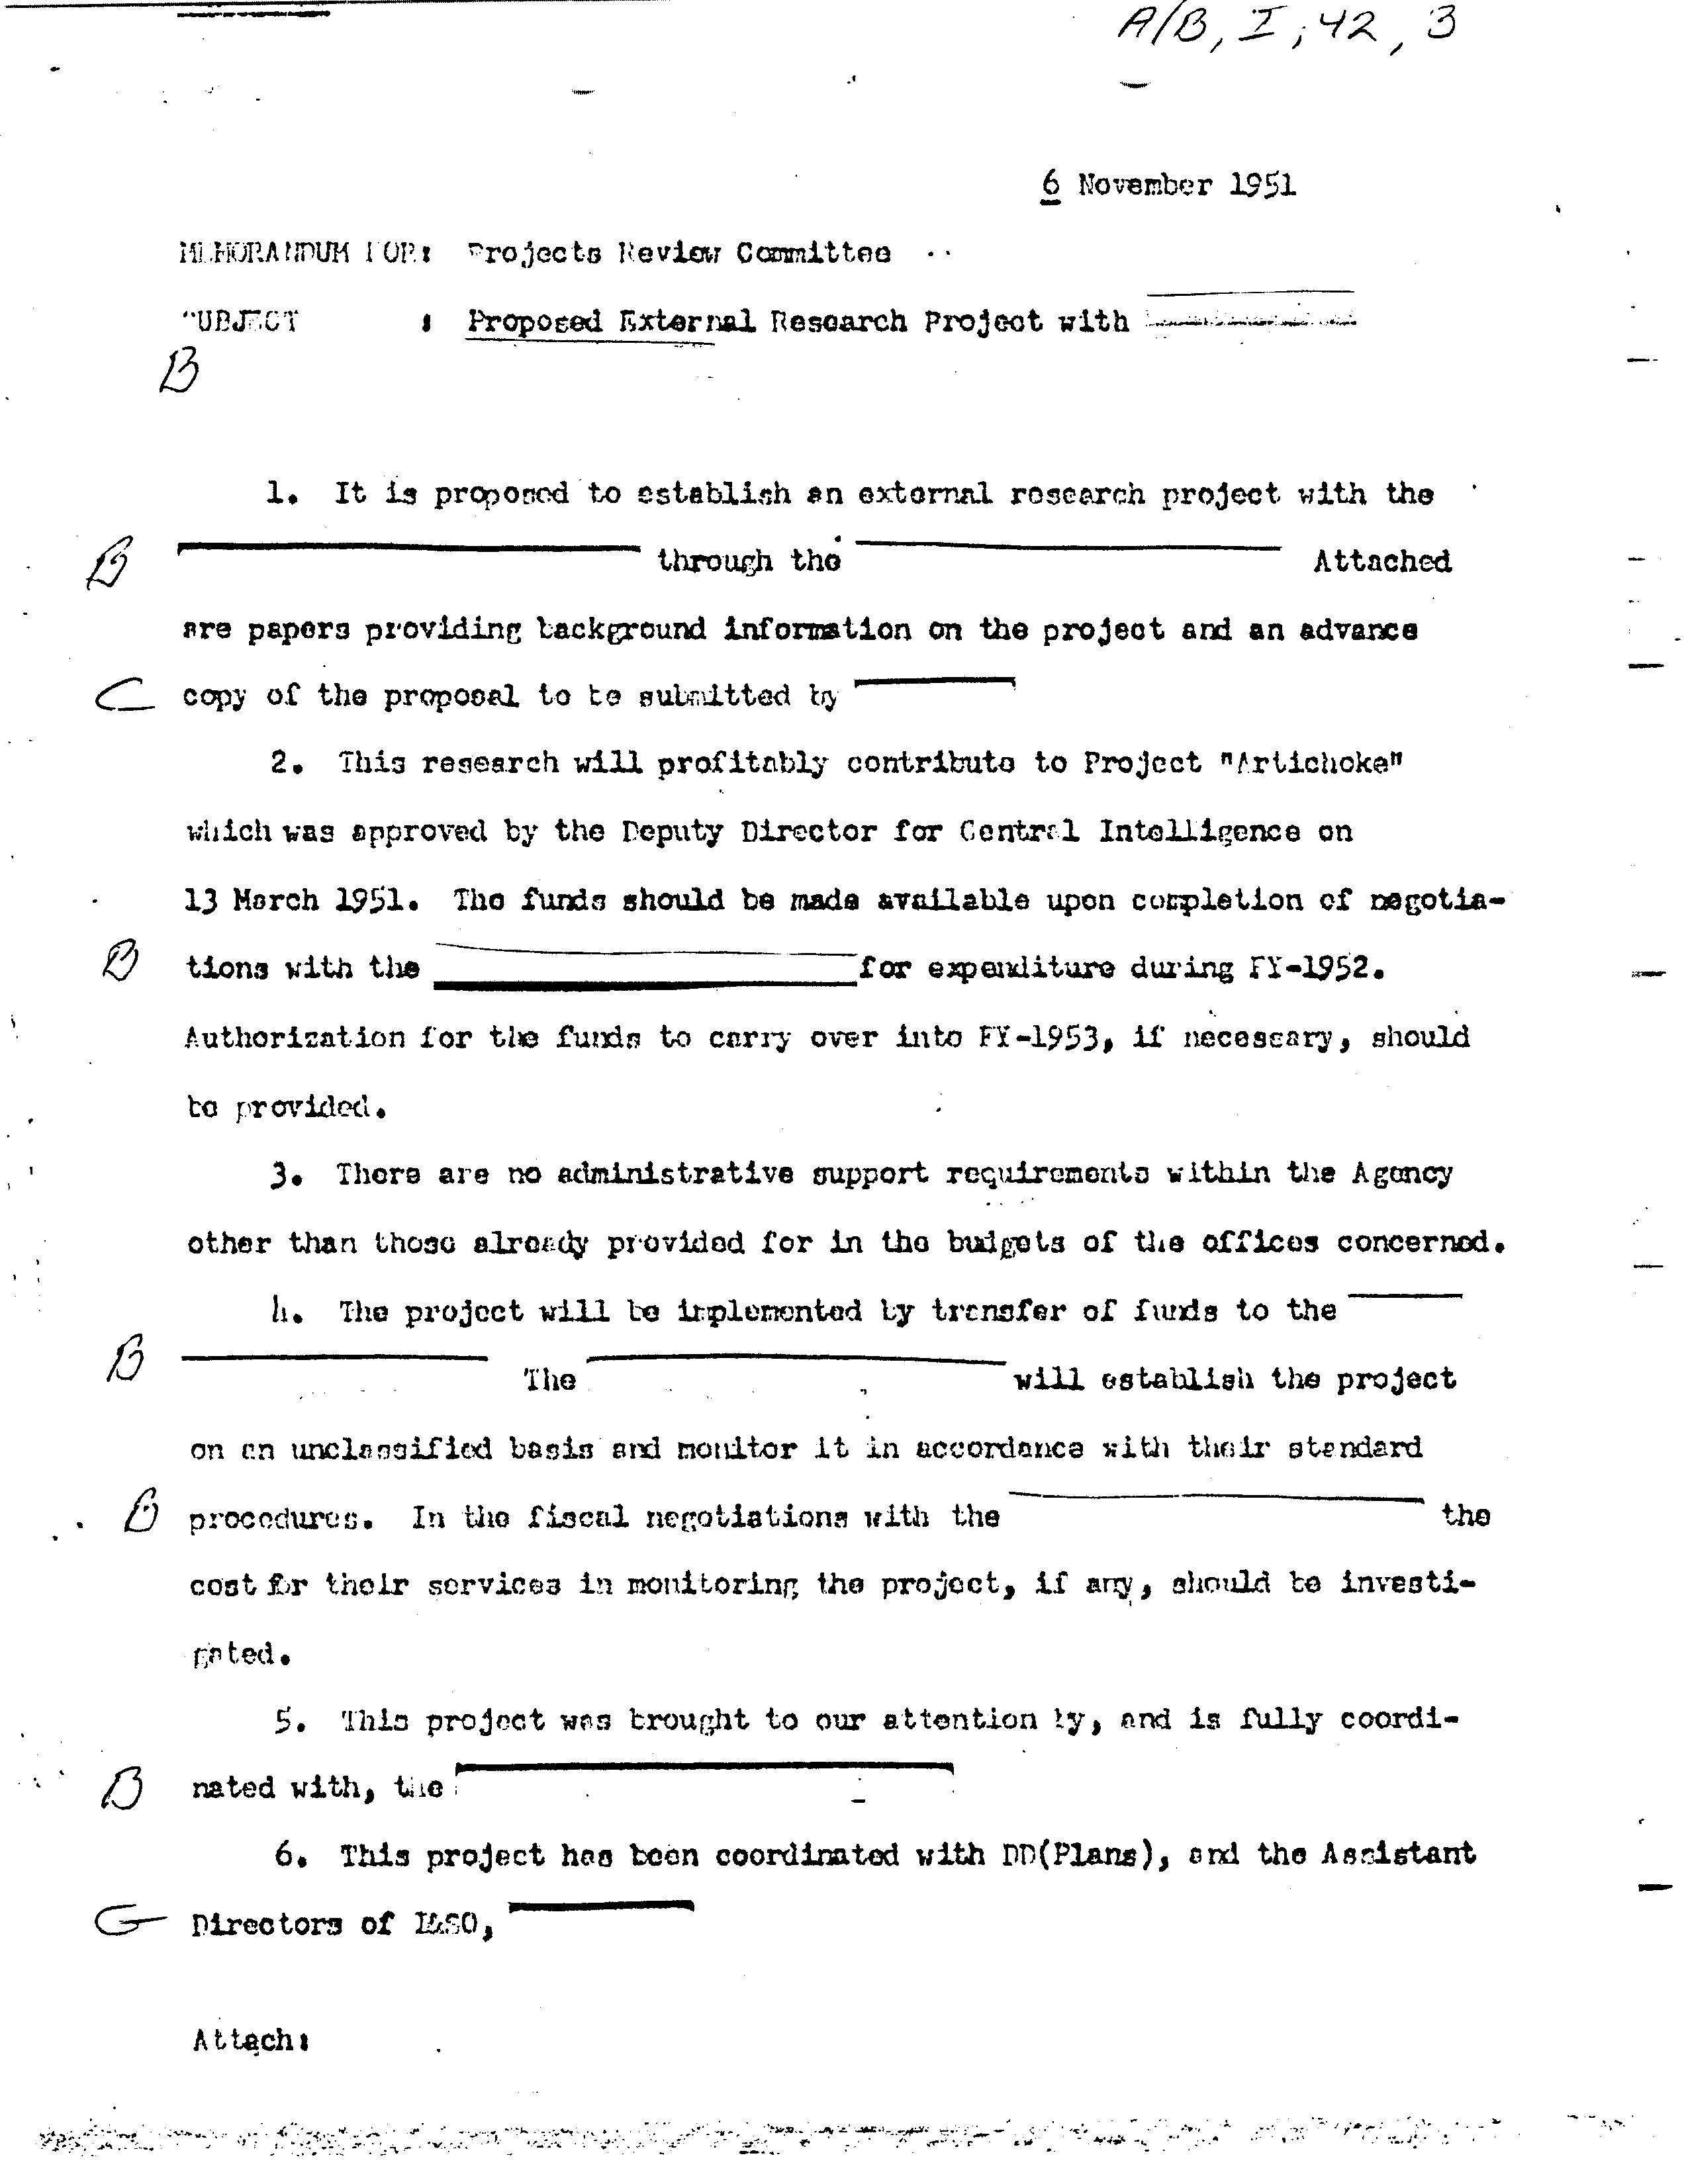 A/B, I, 42, 3
6 November 1951
MEMORANDUM FOR: Projects Review Committee
SUBJECT : Proposed External Research Project with
B
1. It is proposed to establish an external research project with the
B through the Attached
are papers providing background information on the project and an advance
C copy of the proposal to be submitted by
2. This research will profitably contribute to Project "Artichoke"
which was approved by the Deputy Director for Central Intelligence on
13 March 1951. The funds should be made available upon completion of negotia-
B tions with the for expenditure during FY-1952.
Authorization for the funds to carry over into FY-1953, if necessary, should
be provided.
3. There are no administrative support requirements within the Agency
other than those already provided for in the budgets of the offices concerned.
4. The project will be implemented by transfer of funds to the
B The will establish the project
on an unclassified basis and monitor it in accordance with their standard
B procedures. In the fiscal negotiations with the the
cost for their services in monitoring the project, if any, should be investi-
gated.
5. This project was brought to our attention by, and is fully coordi-
B nated with, the
6. This project has been coordinated with DD(Plans), and the Assistant
G Directors of I&SO,
Attach: